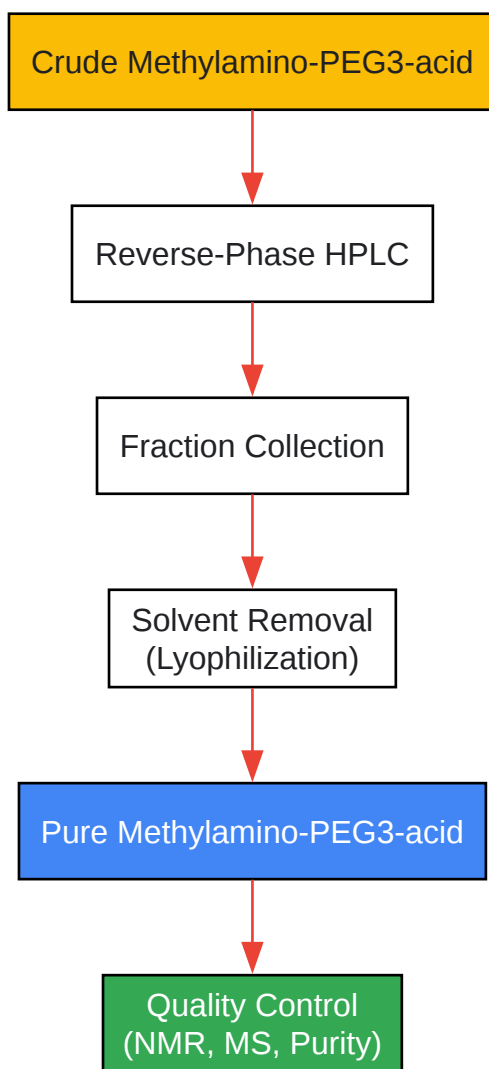 Crude Methylamino-PEG3-acid
Reverse-Phase HPLC
Fraction Collection
Solvent Removal
(Lyophilization)
Pure Methylamino-PEG3-acid
Quality Control
(NMR, MS, Purity)